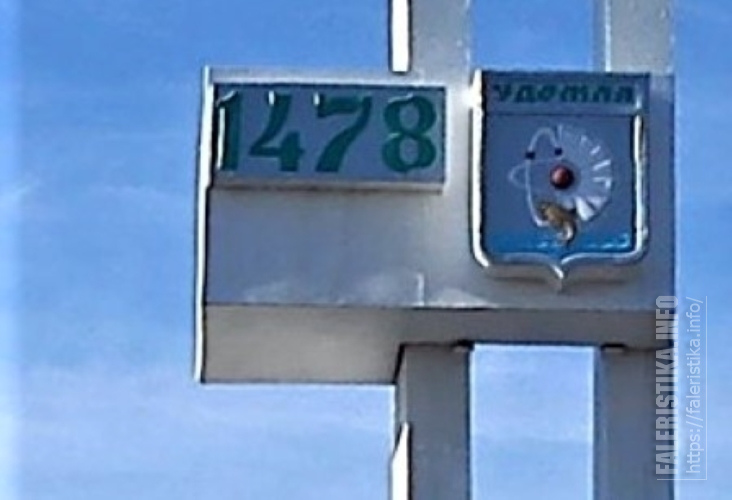 1478
УДОМЛЯ
FALERISTIKA.INFO
https://faleristika.info/